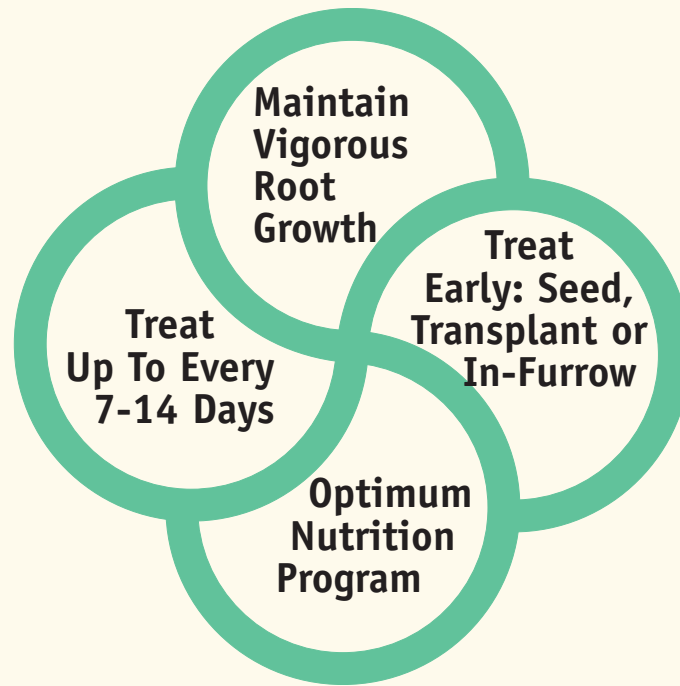 Maintain
Vigorous
Root
Growth
Treat
Early: Seed,
Transplant or
In-Furrow
Treat
Up To Every
7-14 Days
Optimum
Nutrition
Program